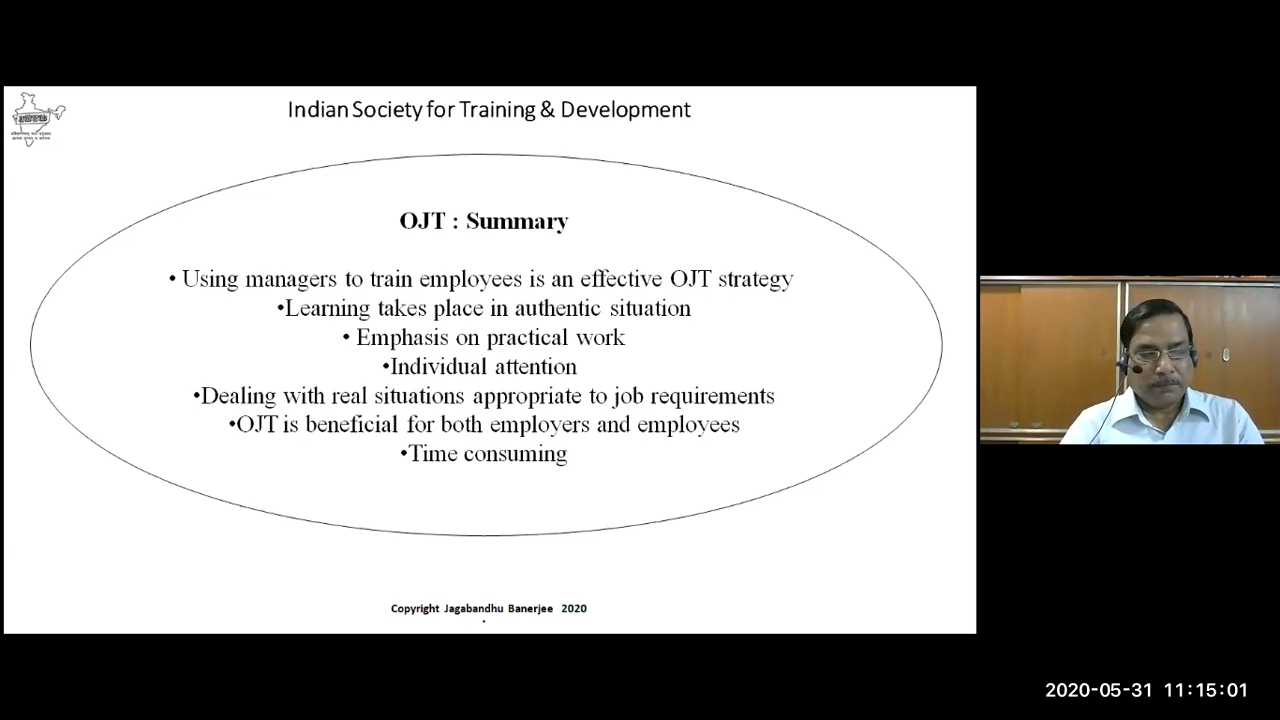 Indian Society for Training & Development
OJT : Summary
• Using managers to train employees is an effective OJT strategy
•Learning takes place in authentic situation
• Emphasis on practical work
•Individual attention
•Dealing with real situations appropriate to job requirements
•OJT is beneficial for both employers and employees
•Time consuming
Copyright Jagabandhu Banerjee 2020
2020-05-31 11:15:01